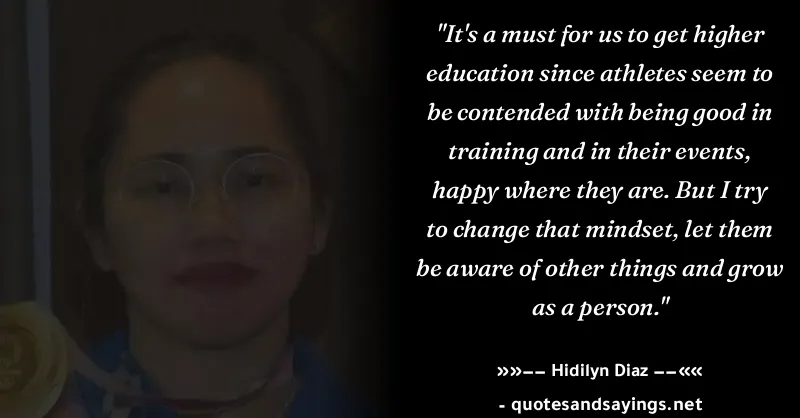 "It's a must for us to get higher
education since athletes seem to
be contended with being good in
training and in their events,
happy where they are. But I try
to change that mindset, let them
be aware of other things and grow
as a person."
»»−− Hidilyn Diaz −−««
- quotesandsayings.net